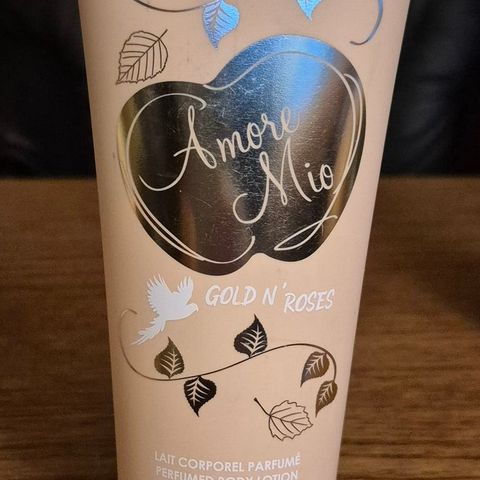 Amore
Mio
GOLD N' ROSES
LAIT CORPOREL PARFUMÉ
PERFUMED BODY LOTION